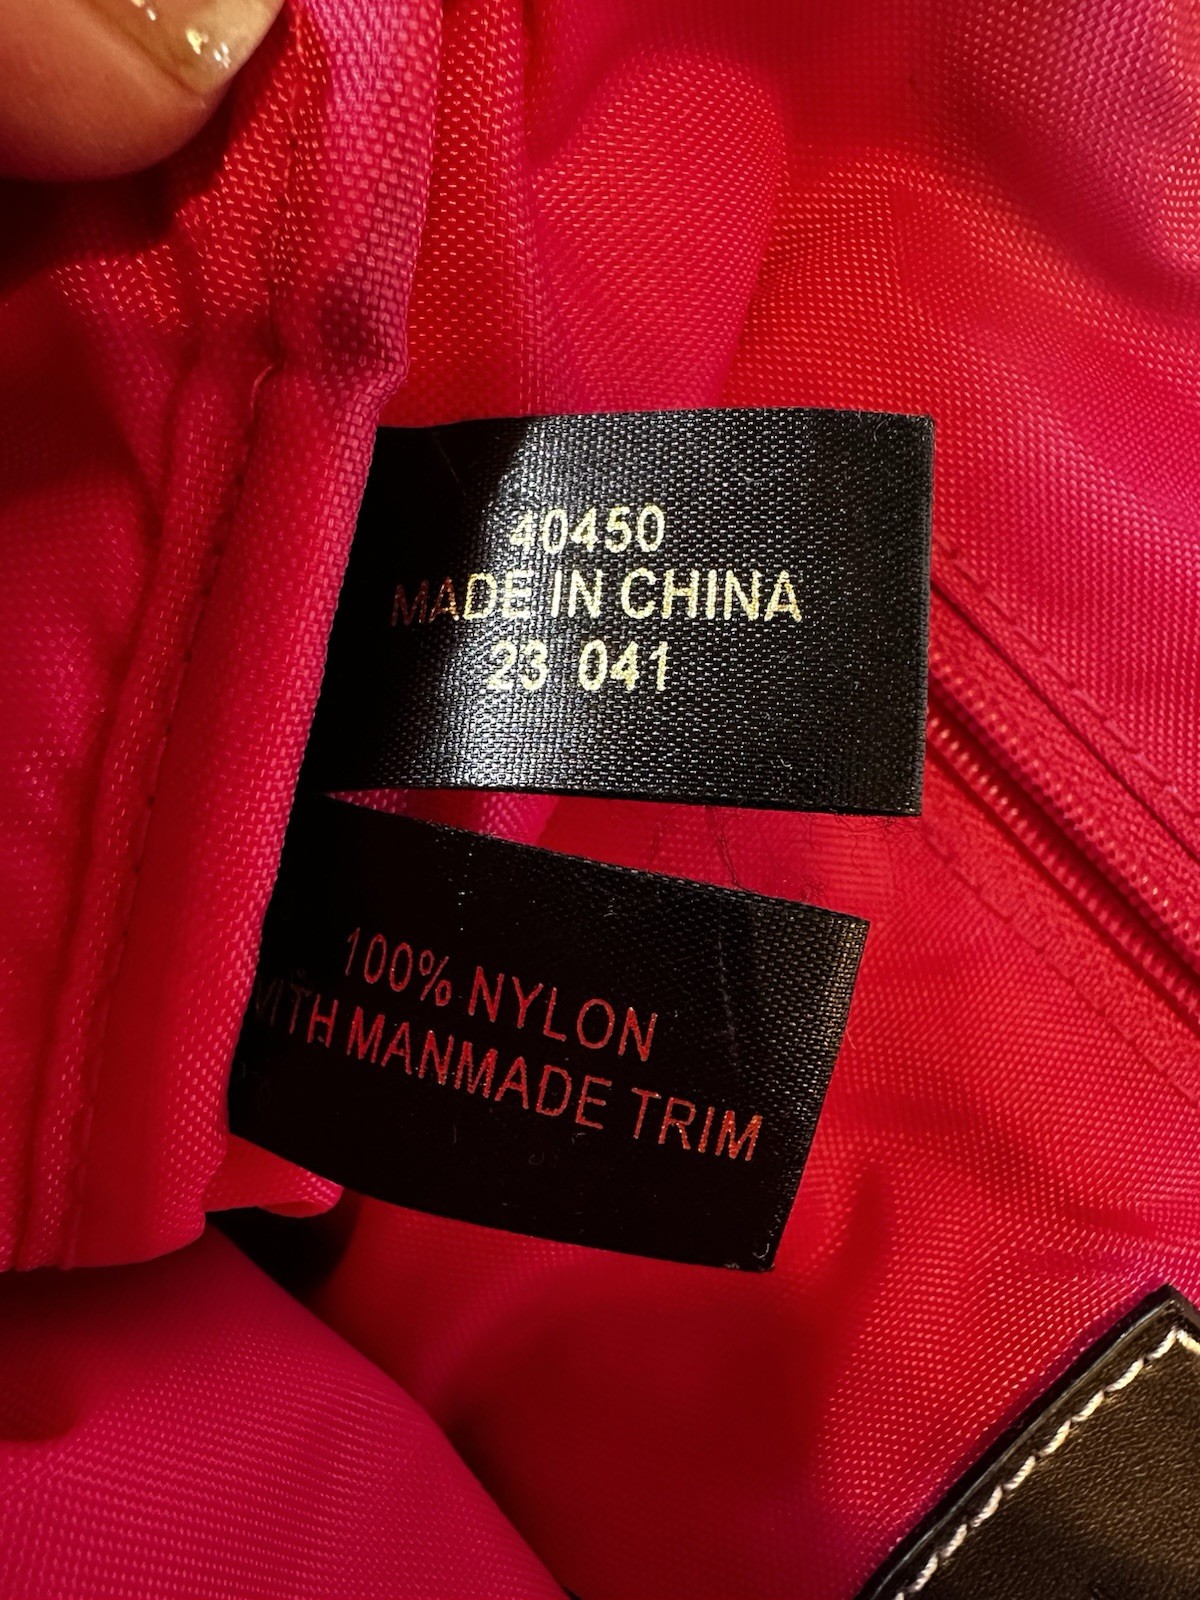 40450
MADE IN CHINA
23 041
100% NYLON
WITH MANMADE TRIM